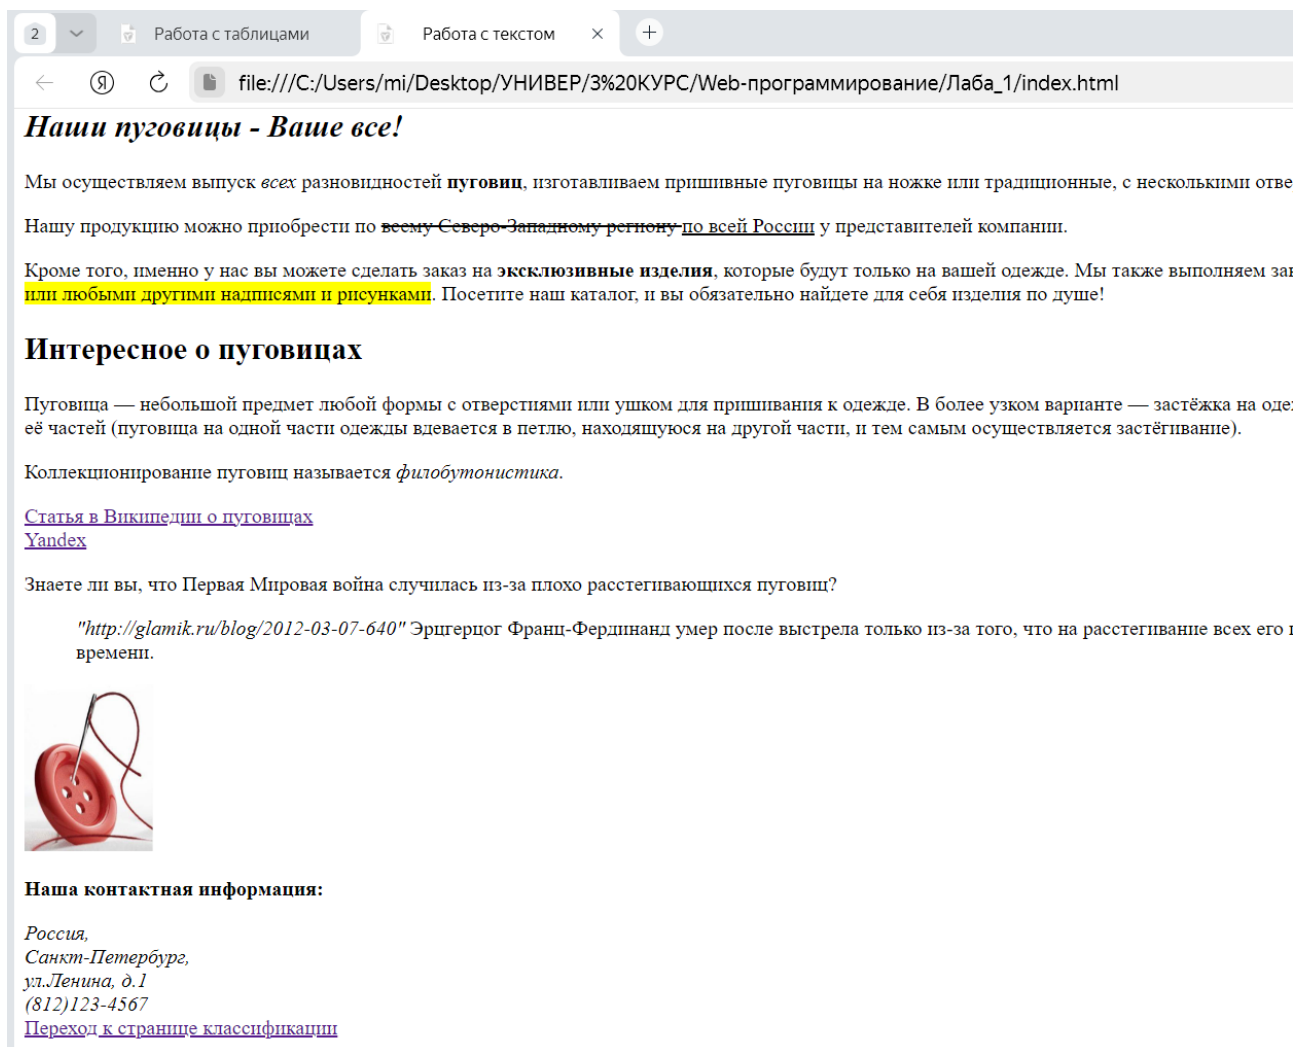 2
Работа с таблицами
Работа с текстом
file:///C:/Users/mi/Desktop/УНИВЕР/3%20КУРС/Web-программирование/Лаба_1/index.html
Наши пуговицы - Ваше все!
Мы осуществляем выпуск всех разновидностей пуговиц, изготавливаем пришивные пуговицы на ножке или традиционные, с несколькими отве
Нашу продукцию можно приобрести по всему Северо-Западному региону по всей России у представителей компании.
Кроме того, именно у нас вы можете сделать заказ на эксклюзивные изделия, которые будут только на вашей одежде. Мы также выполняем за
или любыми другими надписями и рисунками. Посетите наш каталог, и вы обязательно найдете для себя изделия по душе!
Интересное о пуговицах
Пуговица — небольшой предмет любой формы с отверстиями или ушком для пришивания к одежде. В более узком варианте — застёжка на оде
её частей (пуговица на одной части одежды вдевается в петлю, находящуюся на другой части, и тем самым осуществляется застёгивание).
Коллекционирование пуговиц называется филобутонистика.
Статья в Википедии о пуговицах
Yandex
Знаете ли вы, что Первая Мировая война случилась из-за плохо расстегивающихся пуговиц?
"http://glamik.ru/blog/2012-03-07-640" Эрцгерцог Франц-Фердинанд умер после выстрела только из-за того, что на расстегивание всех его
времени.
Наша контактная информация:
Россия,
Санкт-Петербург,
ул.Ленина, д.1
(812)123-4567
Переход к странице классификации